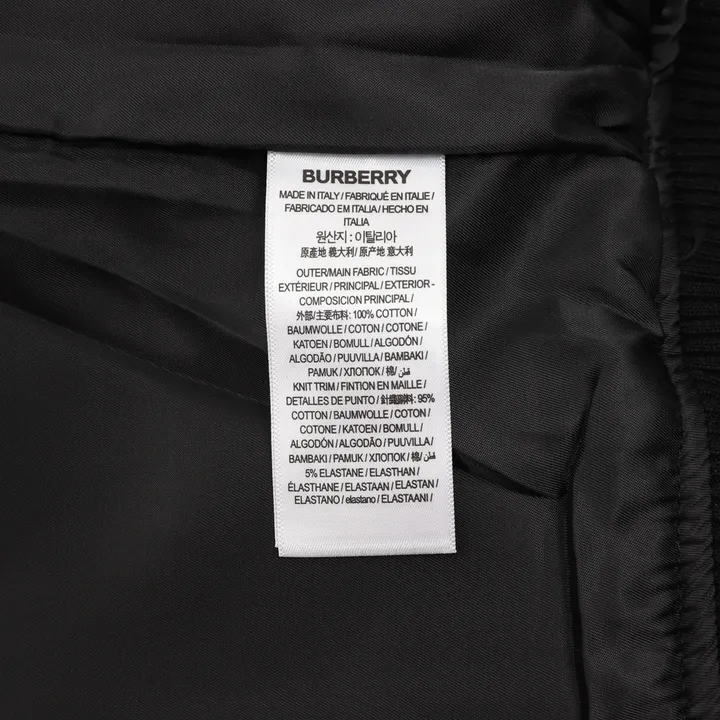 BURBERRY
MADE IN ITALY / FABRIQUÉ EN ITALIE /
FABRICADO EM ITALIA / HECHO EN
ITALIA
원산지 : 이탈리아
原產地 義大利 / 原产地 意大利
OUTER/MAIN FABRIC / TISSU
EXTÉRIEUR / PRINCIPAL / EXTERIOR -
COMPOSICION PRINCIPAL /
外部/主要布料: 100% COTTON /
BAUMWOLLE / COTON / COTONE /
KATOEN / BOMULL / ALGODÓN /
ALGODÃO / PUUVILLA / BAMBAKI /
PAMUK / ХЛОПОК / 棉/ قطن /
KNIT TRIM / FINTION EN MAILLE /
DETALLES DE PUNTO / 針織副料: 95%
COTTON / BAUMWOLLE / COTON /
COTONE / KATOEN / BOMULL /
ALGODÓN / ALGODÃO / PUUVILLA /
BAMBAKI / PAMUK / ХЛОПОК / 棉/ قطن
5% ELASTANE / ELASTHAN /
ÉLASTHANE / ELASTAAN / ELASTAN /
ELASTANO / elastano / ELASTAANI /